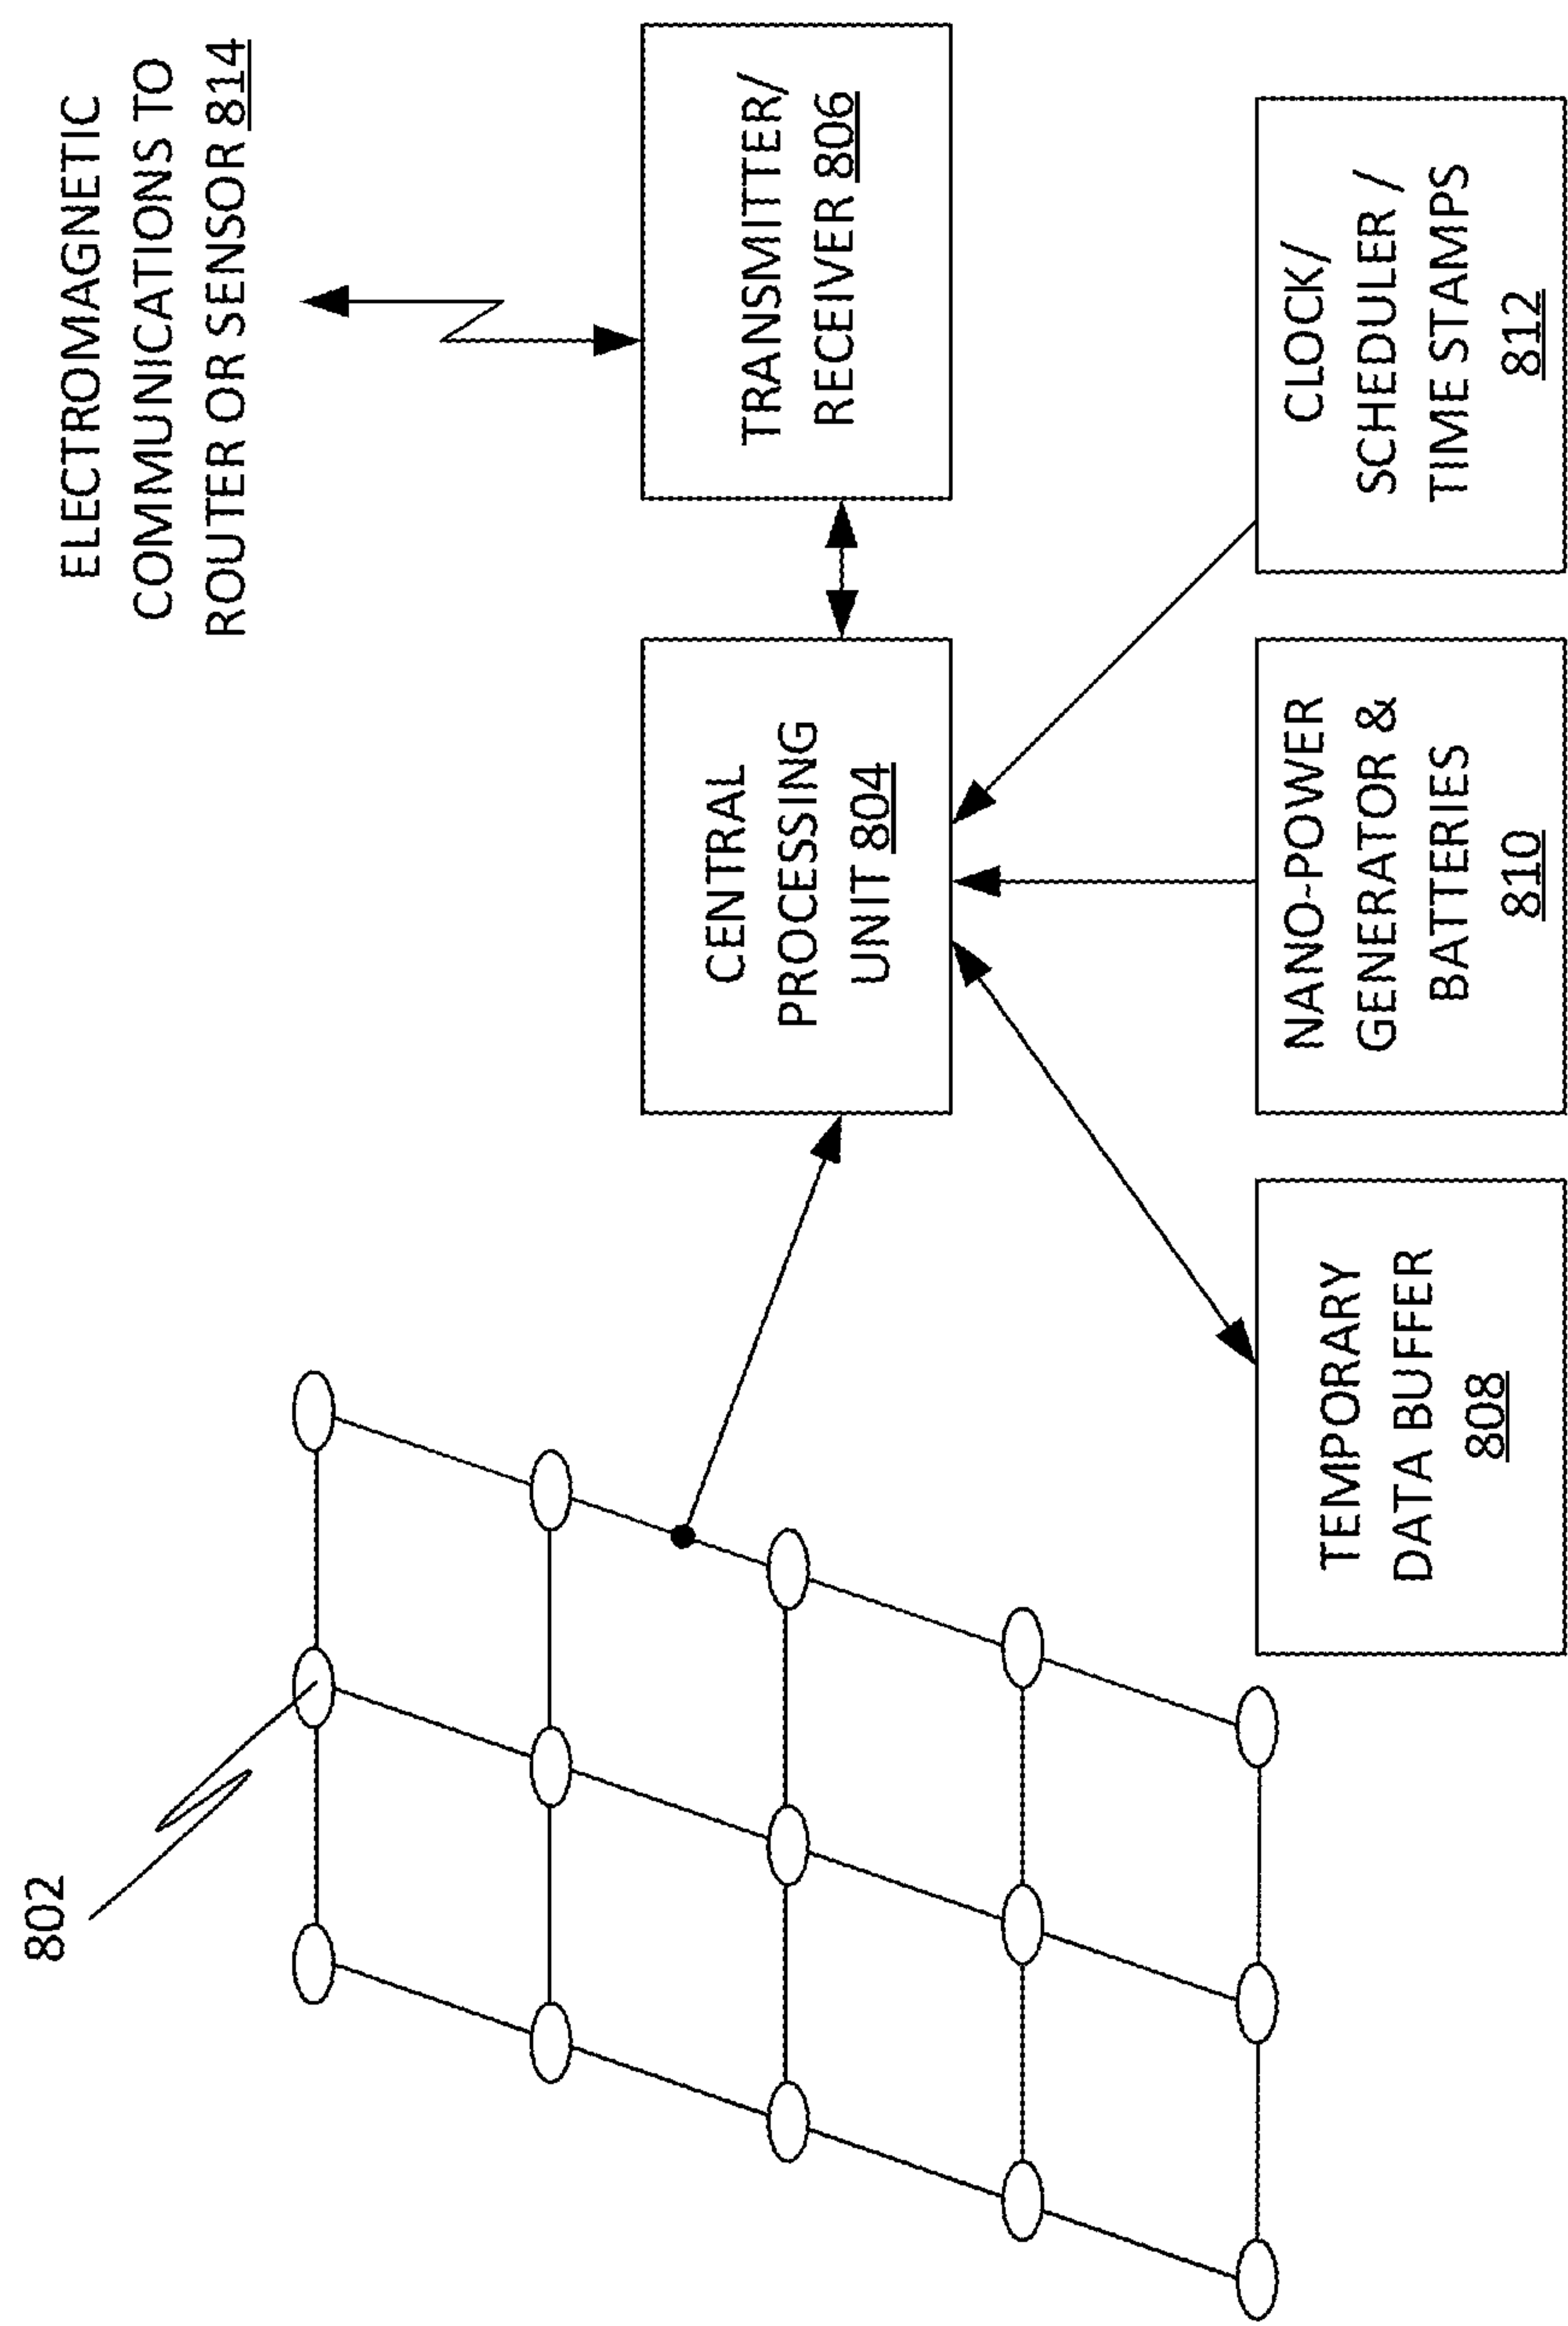 802
ELECTROMAGNETIC
COMMUNICATIONS TO
ROUTER OR SENSOR 814
CENTRAL
PROCESSING
UNIT 804
TRANSMITTER/
RECEIVER 806
TEMPORARY
DATA BUFFER
808
NANO-POWER
GENERATOR &
BATTERIES
810
CLOCK/
SCHEDULER /
TIME STAMPS
812